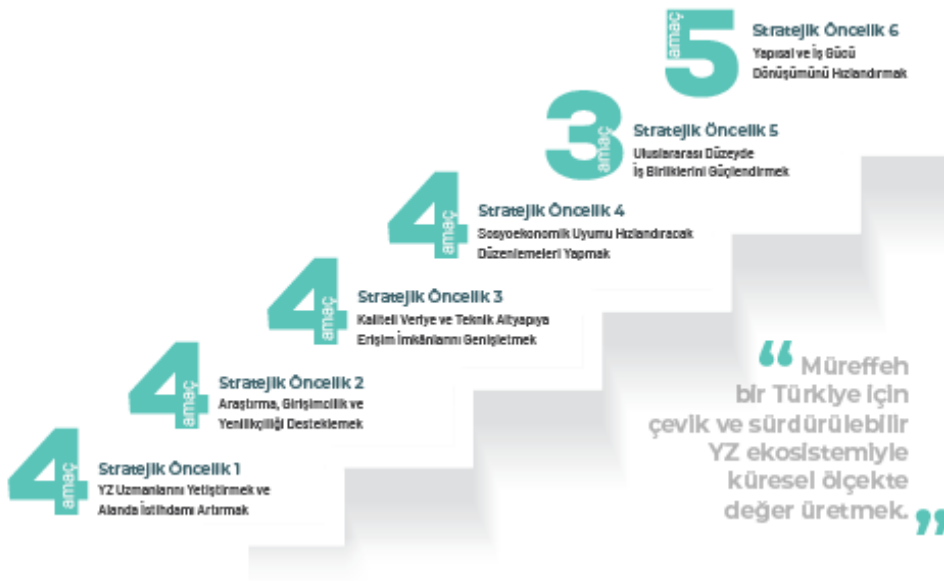 5 amaç
Stratejik Öncelik 6
Yapısal ve İş Gücü
Dönüşümünü Hızlandırmak
3 amaç
Stratejik Öncelik 5
Uluslararası Düzeyde
İş Birliklerini Güçlendirmek
4 amaç
Stratejik Öncelik 4
Sosyoekonomik Uyumu Hızlandıracak
Düzenlemeleri Yapmak
4 amaç
Stratejik Öncelik 3
Kaliteli Veriye ve Teknik Altyapıya
Erişim İmkânlarını Genişletmek
4 amaç
Stratejik Öncelik 2
Araştırma, Girişimcilik ve
Yenilikçiliği Desteklemek
4 amaç
Stratejik Öncelik 1
YZ Uzmanlarını Yetiştirmek ve
Alanda İstihdamı Artırmak
“ Müreffeh
bir Türkiye için
çevik ve sürdürülebilir
YZ ekosistemiyle
küresel ölçekte
değer üretmek. ”